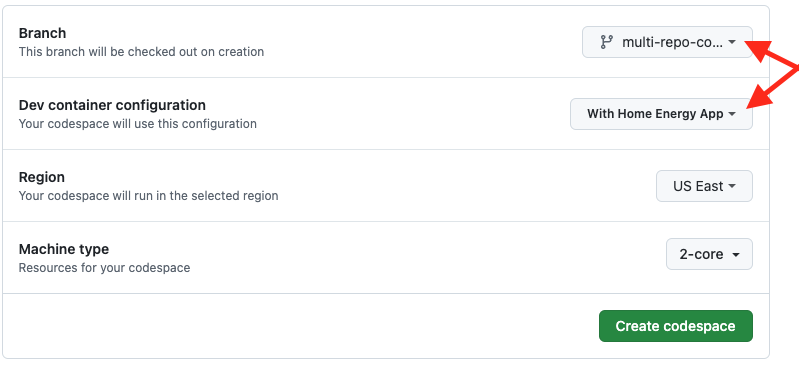 Branch
This branch will be checked out on creation
multi-repo-co...
Dev container configuration
Your codespace will use this configuration
With Home Energy App
Region
Your codespace will run in the selected region
US East
Machine type
Resources for your codespace
2-core
Create codespace